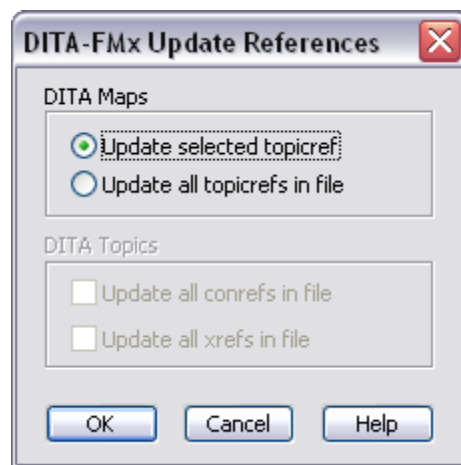 DITA-FMx Update References
DITA Maps
Update selected topicref
Update all topicrefs in file
DITA Topics
Update all conrefs in file
Update all xrefs in file
OK Cancel Help